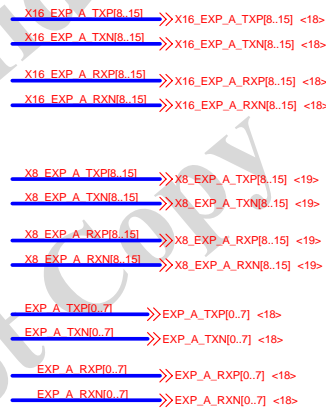 X16_EXP_A_TXP[8..15] X16_EXP_A_TXP[8..15] <18>
X16_EXP_A_TXN[8..15] X16_EXP_A_TXN[8..15] <18>
X16_EXP_A_RXP[8..15] X16_EXP_A_RXP[8..15] <18>
X16_EXP_A_RXN[8..15] X16_EXP_A_RXN[8..15] <18>
X8_EXP_A_TXP[8..15] X8_EXP_A_TXP[8..15] <19>
X8_EXP_A_TXN[8..15] X8_EXP_A_TXN[8..15] <19>
X8_EXP_A_RXP[8..15] X8_EXP_A_RXP[8..15] <19>
X8_EXP_A_RXN[8..15] X8_EXP_A_RXN[8..15] <19>
EXP_A_TXP[0..7] EXP_A_TXP[0..7] <18>
EXP_A_TXN[0..7] EXP_A_TXN[0..7] <18>
EXP_A_RXP[0..7] EXP_A_RXP[0..7] <18>
EXP_A_RXN[0..7] EXP_A_RXN[0..7] <18>
Copy